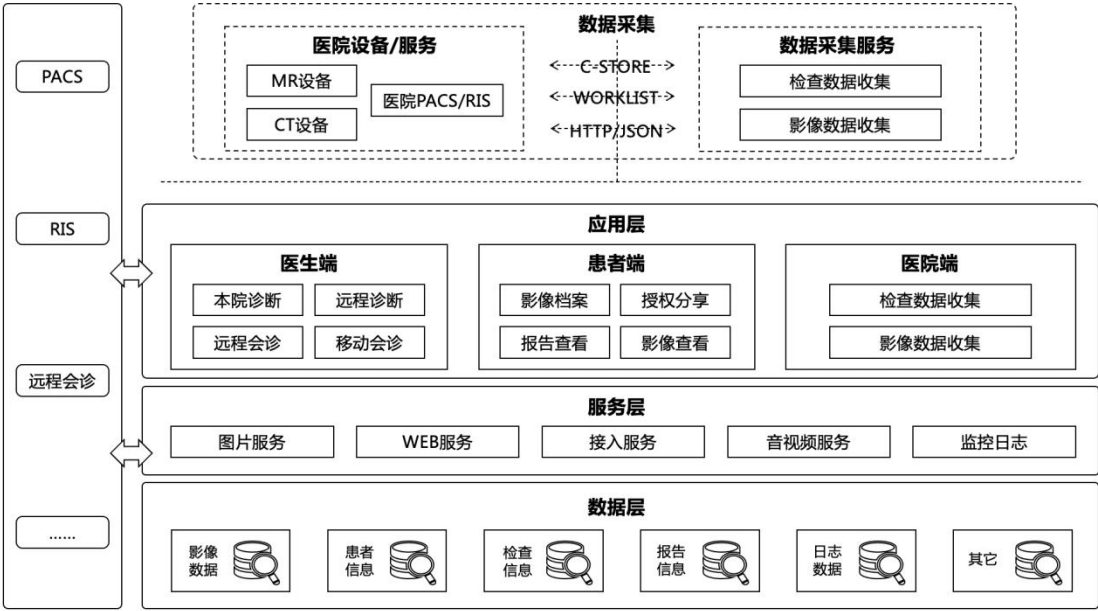 PACS
RIS
远程会诊
......
数据采集
医院设备/服务
MR设备
CT设备
医院PACS/RIS
C-STORE
WORKLIST
HTTP/JSON
数据采集服务
检查数据收集
影像数据收集
应用层
医生端
本院诊断
远程诊断
远程会诊
移动会诊
患者端
影像档案
授权分享
报告查看
影像查看
医院端
检查数据收集
影像数据收集
服务层
图片服务
WEB服务
接入服务
音视频服务
监控日志
数据层
影像
数据
患者
信息
检查
信息
报告
信息
日志
数据
其它